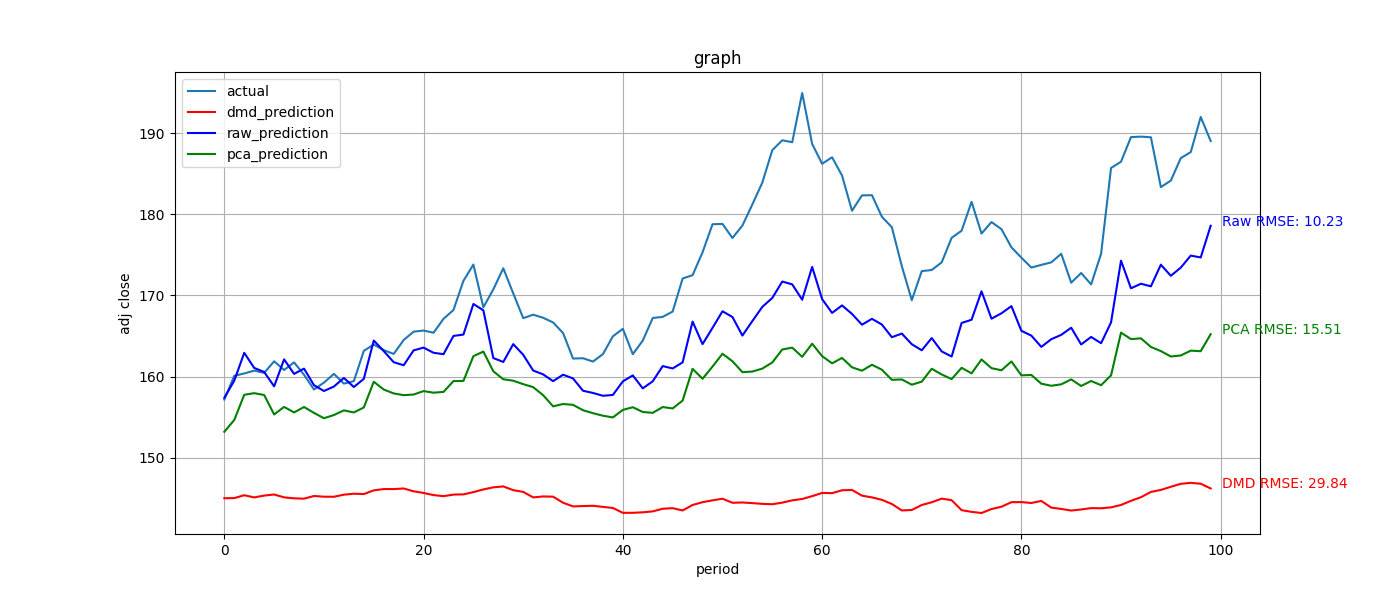 graph
actual
dmd_prediction
raw_prediction
pca_prediction
adj close
190
180
170
160
150
Raw RMSE: 10.23
PCA RMSE: 15.51
DMD RMSE: 29.84
0 20 40 60 80 100
period